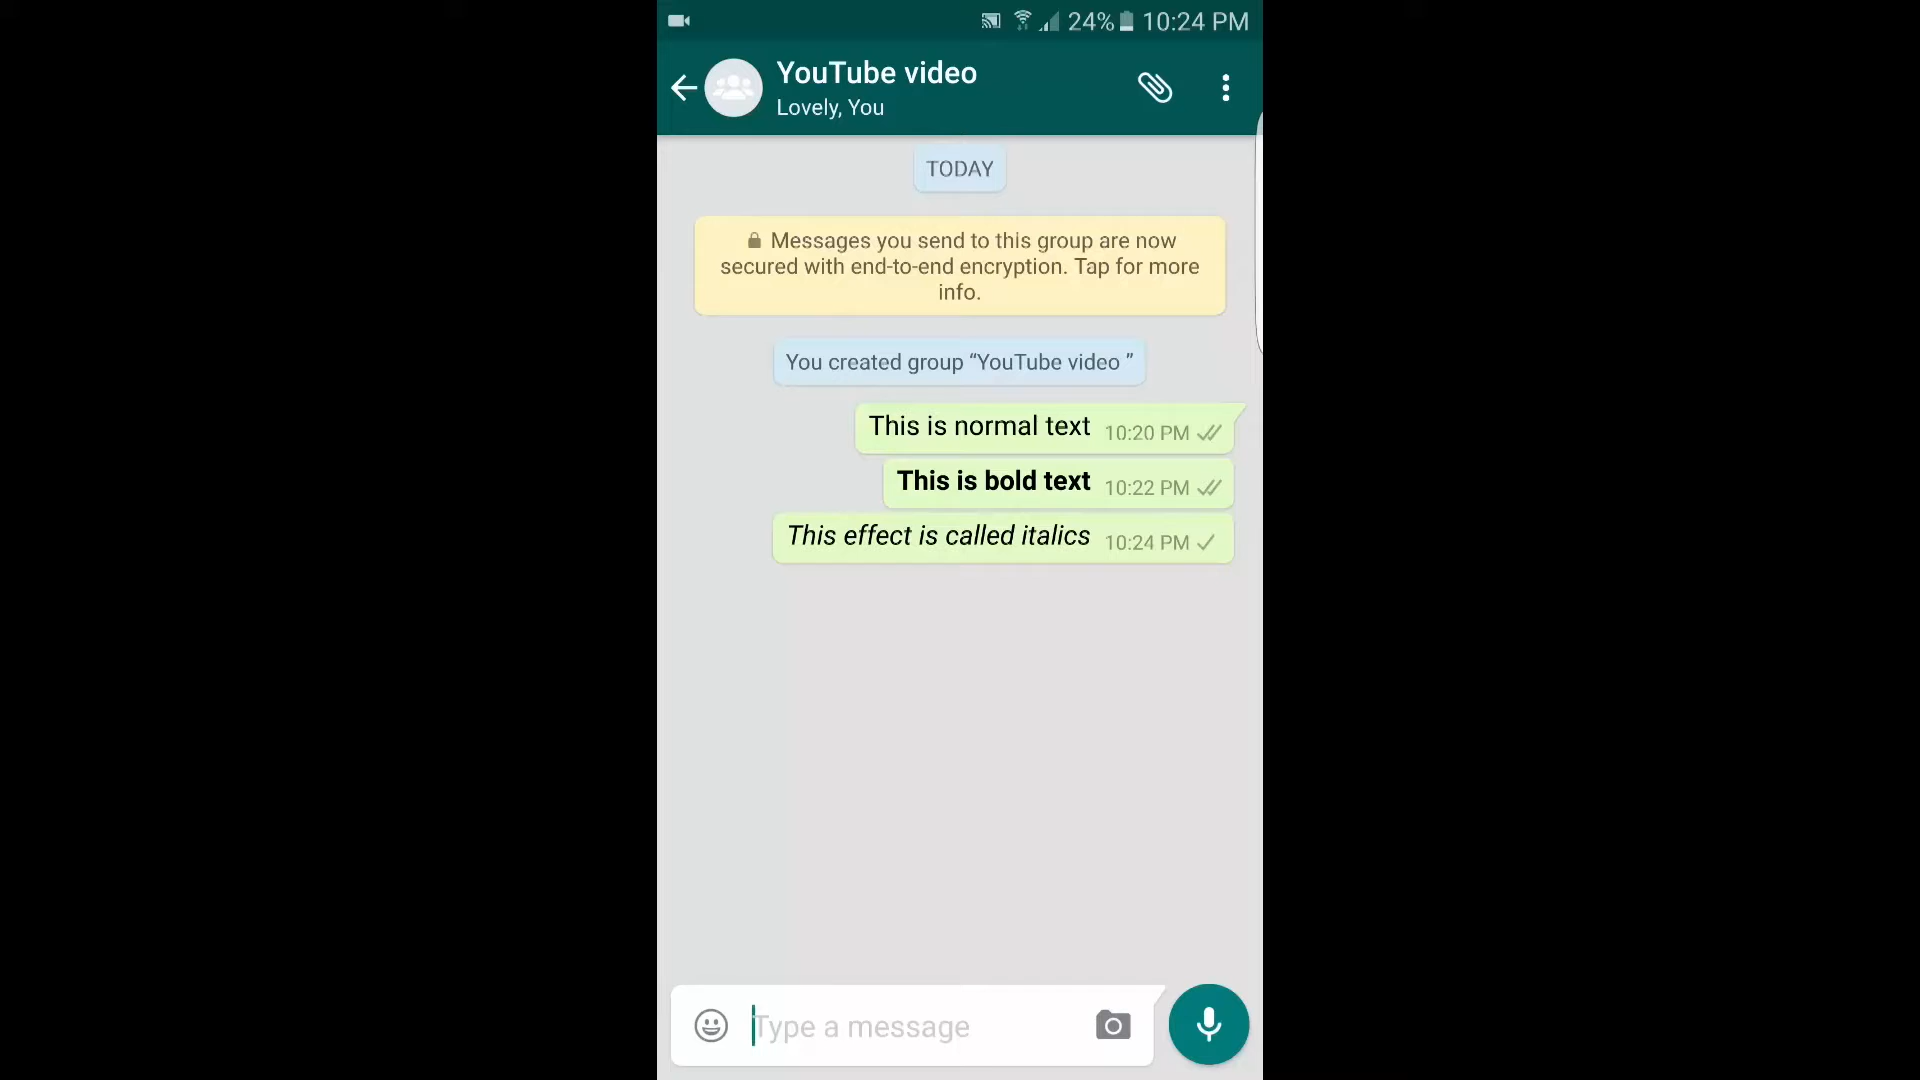 24% 10:24 PM
YouTube video
Lovely, You
TODAY
Messages you send to this group are now
secured with end-to-end encryption. Tap for more
info.
You created group “YouTube video ”
This is normal text 10:20 PM
This is bold text 10:22 PM
This effect is called italics 10:24 PM
Type a message